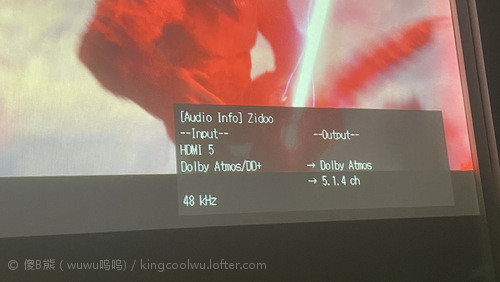 [Audio Info] Zidoo
--Input-- --Output--
HDMI 5
Dolby Atmos/DD+ → Dolby Atmos
→ 5.1.4 ch
48 kHz
© 傻B熊 ( wuwu呜呜) / kingcoolwu.lofter.com